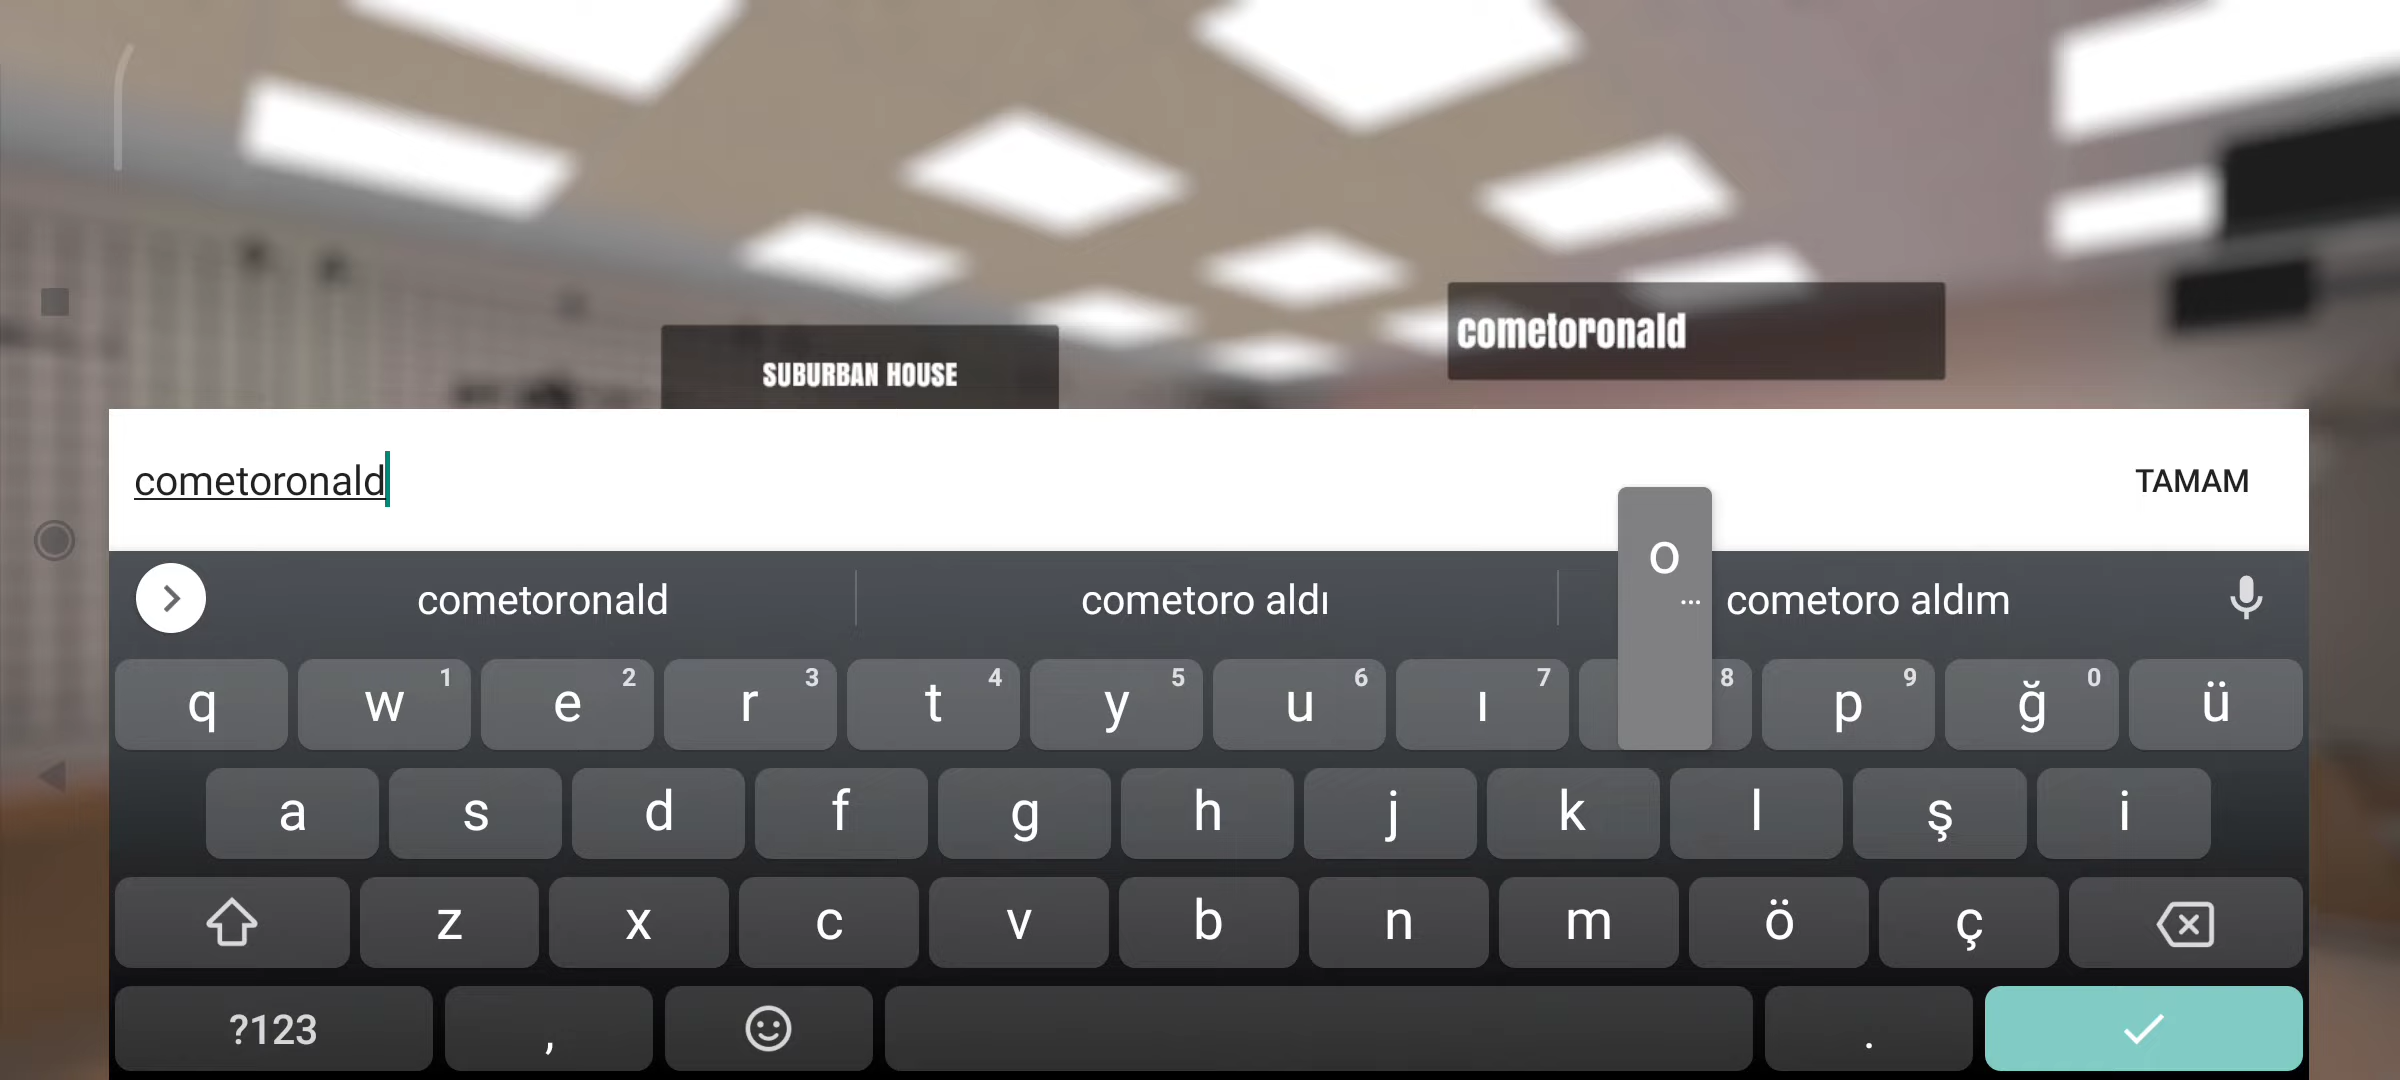 SUBURBAN HOUSE
cometoronald
cometoronald
TAMAM
cometoronald
cometoro aldı
... cometoro aldım
o
q w 1 e 2 r 3 t 4 y 5 u 6 ı 7 8 p 9 ğ 0 ü
a s d f g h j k l ş i
z x c v b n m ö ç
?123 , .